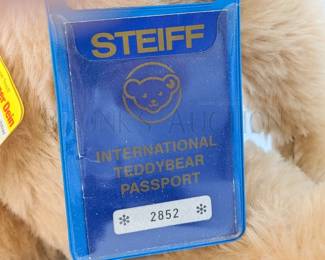 STEIFF
INTERNATIONAL
TEDDYBEAR
PASSPORT
* 2852 *